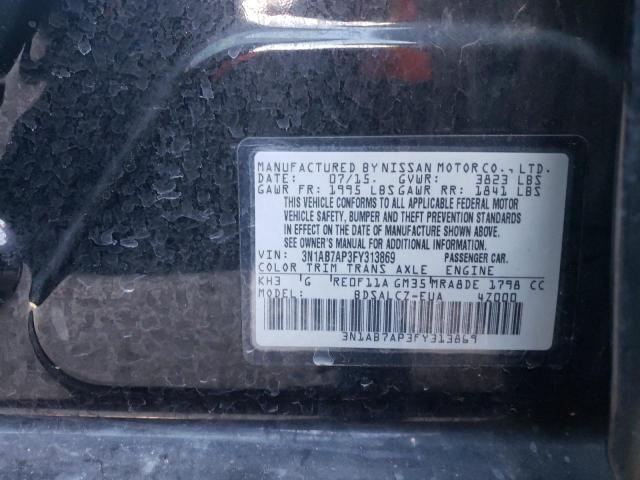 MANUFACTURED BY NISSAN MOTOR CO., LTD.
DATE: 07/15. GVWR: 3823 LBS
GAWR FR: 1995 LBS GAWR RR: 1841 LBS
THIS VEHICLE CONFORMS TO ALL APPLICABLE FEDERAL MOTOR
VEHICLE SAFETY, BUMPER AND THEFT PREVENTION STANDARDS
IN EFFECT ON THE DATE OF MANUFACTURE SHOWN ABOVE.
SEE OWNER'S MANUAL FOR ADDITIONAL INFORMATION.
VIN: 3N1AB7AP3FY313869 PASSENGER CAR.
COLOR TRIM TRANS AXLE ENGINE
KH3 G RE0F11A GM35 MRA8DE 1798 CC
MODEL: BDSALCZ-EUA 4Z000
3N1AB7AP3FY313869